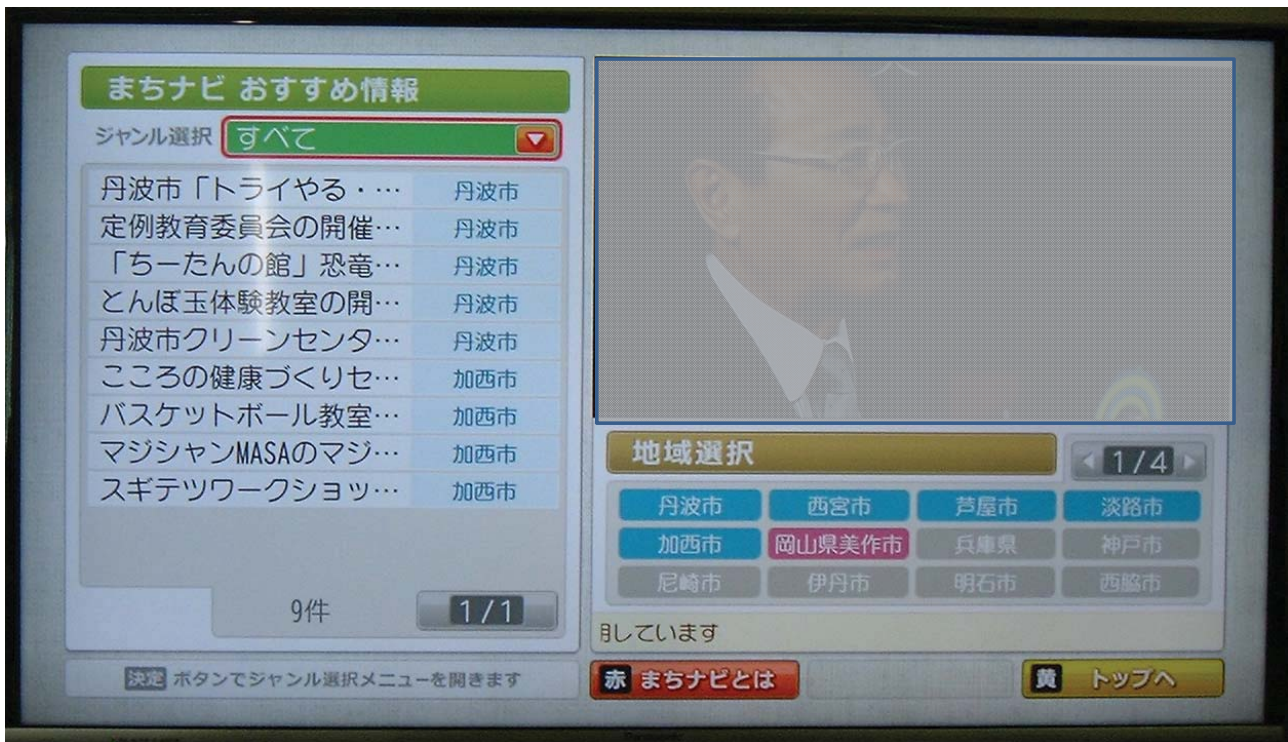 まちナビ おすすめ情報
ジャンル選択 すべて
丹波市「トライやる・… 丹波市
定例教育委員会の開催… 丹波市
「ちーたんの館」恐竜… 丹波市
とんぼ玉体験教室の開… 丹波市
丹波市クリーンセンタ… 丹波市
こころの健康づくりセ… 加西市
バスケットボール教室… 加西市
マジシャンMASAのマジ… 加西市
スギテツワークショッ… 加西市
9件 1/1
決定 ボタンでジャンル選択メニューを開きます
地域選択 1/4
丹波市 西宮市 芦屋市 淡路市
加西市 岡山県美作市 兵庫県 神戸市
尼崎市 伊丹市 明石市 西脇市
しています
赤 まちナビとは
黄 トップへ
Panasonic